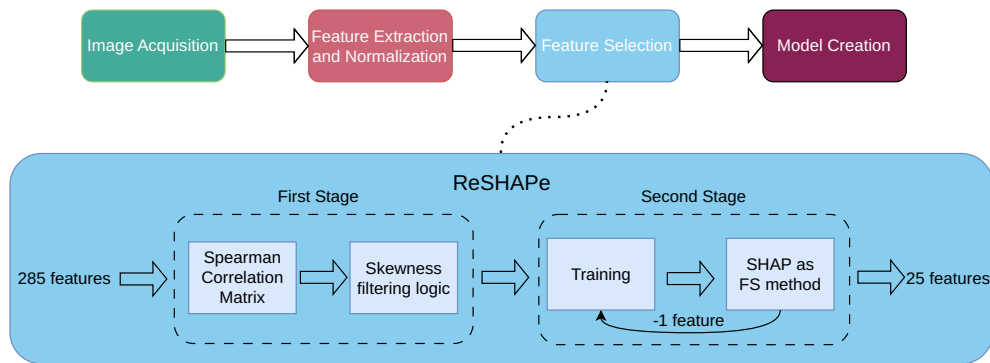 Image Acquisition
Feature Extraction
and Normalization
Feature Selection
Model Creation
ReSHAPe
First Stage
Second Stage
285 features
Spearman
Correlation
Matrix
Skewness
filtering logic
Training
SHAP as
FS method
-1 feature
25 features